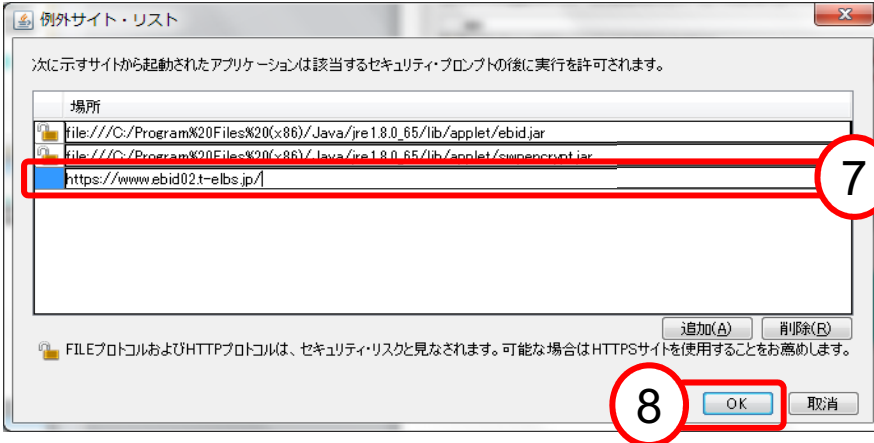 例外サイト・リスト
次に示すサイトから起動されたアプリケーションは該当するセキュリティ・プロンプトの後に実行を許可されます。
場所
file:///C:/Program%20Files%20(x86)/Java/jre1.8.0_65/lib/applet/ebid.jar
file:///C:/Program%20Files%20(x86)/Java/jre1.8.0_65/lib/applet/swpencrypt.jar
https://www.ebid02.t-elbs.jp/
7
追加(A) 削除(R)
FILEプロトコルおよびHTTPプロトコルは、セキュリティ・リスクと見なされます。可能な場合はHTTPSサイトを使用することをお薦めします。
8 OK 取消